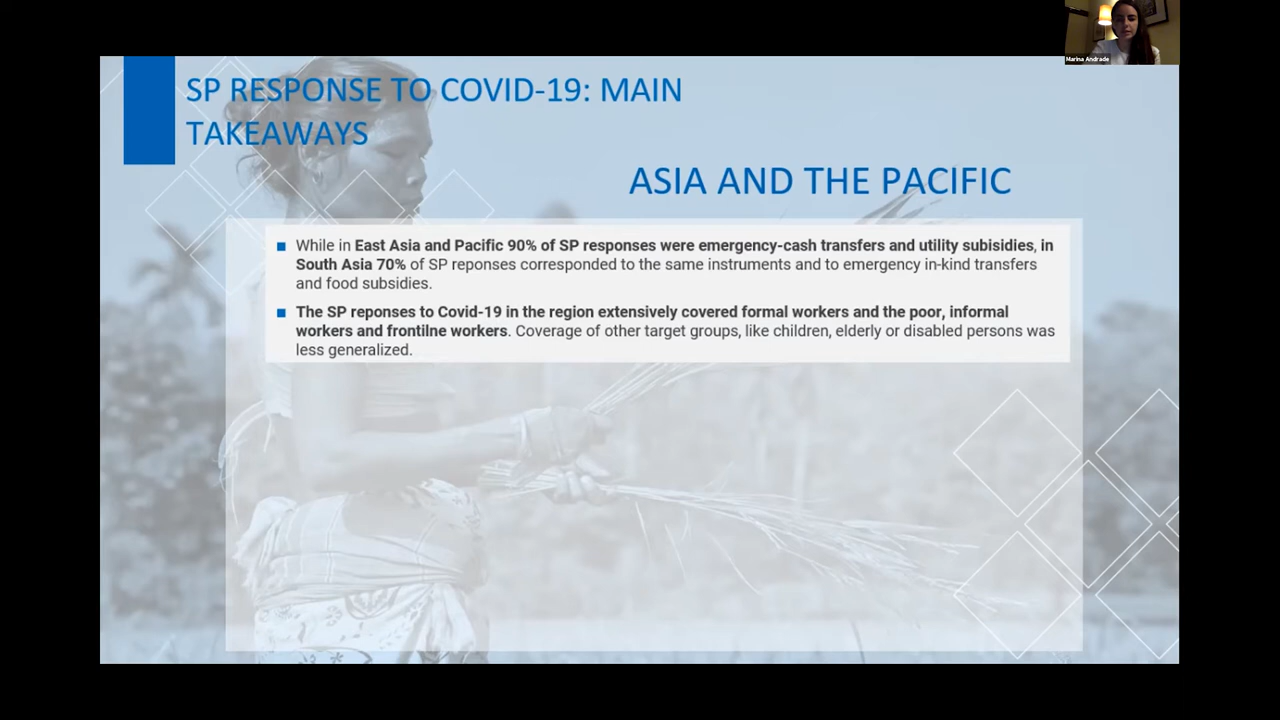 Marina Andrade
SP RESPONSE TO COVID-19: MAIN
TAKEAWAYS
ASIA AND THE PACIFIC
While in East Asia and Pacific 90% of SP responses were emergency-cash transfers and utility subisidies, in
South Asia 70% of SP reponses corresponded to the same instruments and to emergency in-kind transfers
and food subsidies.
The SP reponses to Covid-19 in the region extensively covered formal workers and the poor, informal
workers and frontilne workers. Coverage of other target groups, like children, elderly or disabled persons was
less generalized.